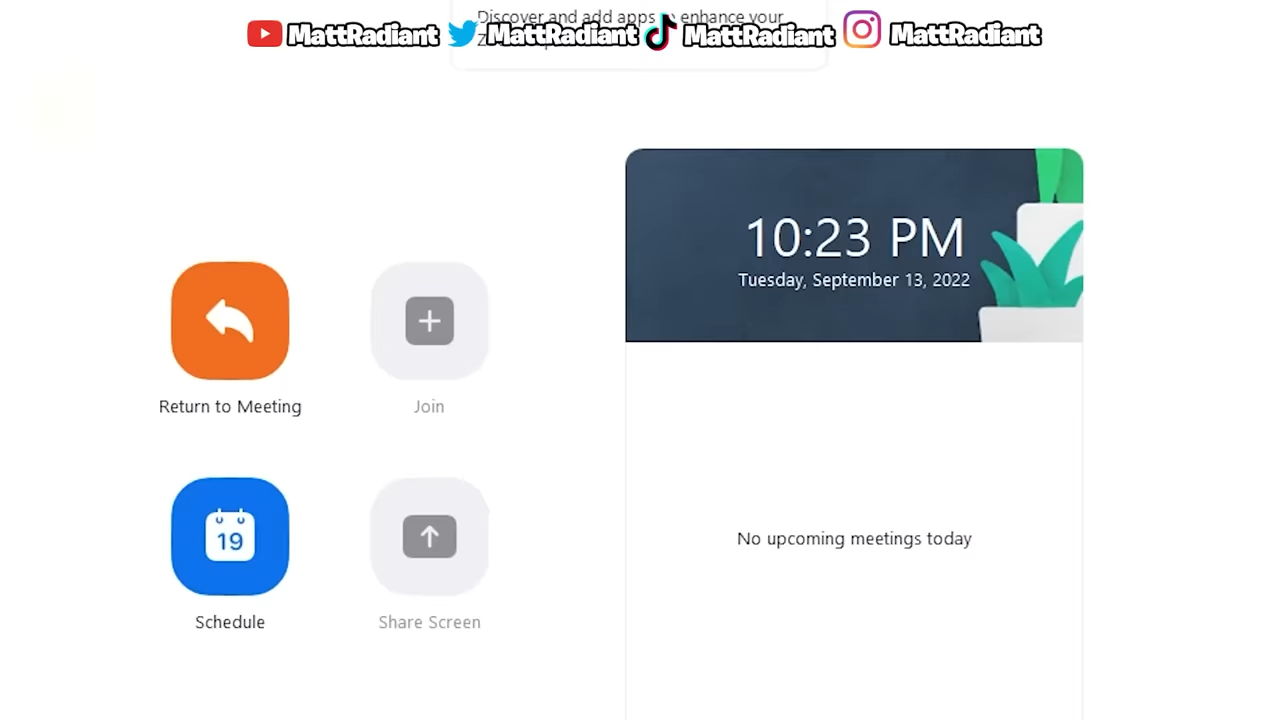 Discover and add apps to enhance your
MattRadiant MattRadiant MattRadiant MattRadiant
10:23 PM
Tuesday, September 13, 2022
Return to Meeting
Join
19
Schedule
Share Screen
No upcoming meetings today